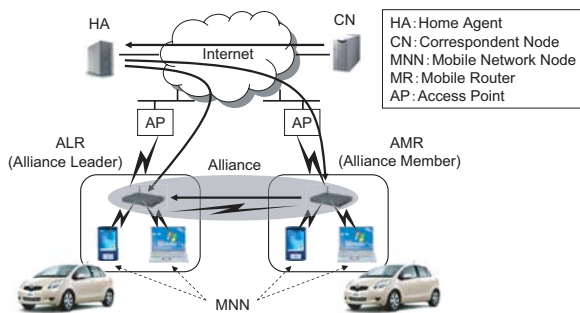 HA
CN
Internet
HA:Home Agent
CN:Correspondent Node
MNN:Mobile Network Node
MR:Mobile Router
AP:Access Point
AP
AP
ALR
(Alliance Leader)
Alliance
AMR
(Alliance Member)
MNN